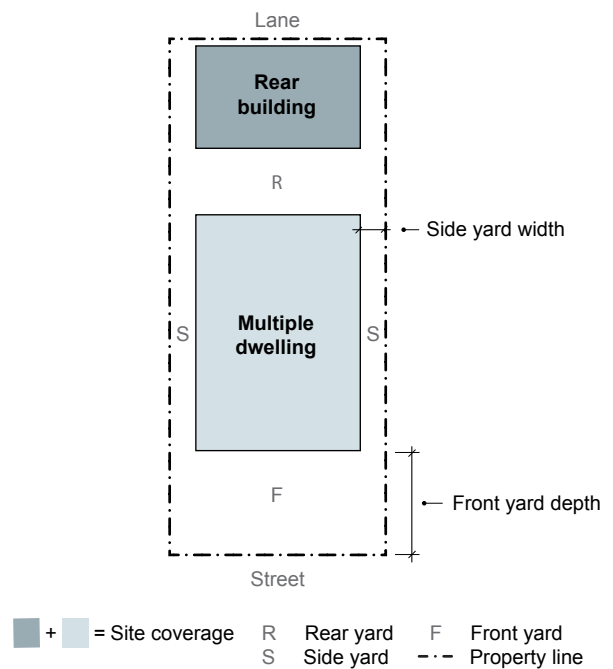 Lane
Rear
building
R
Side yard width
S
Multiple
dwelling
S
F
Front yard depth
Street
+ = Site coverage R Rear yard F Front yard
S Side yard Property line